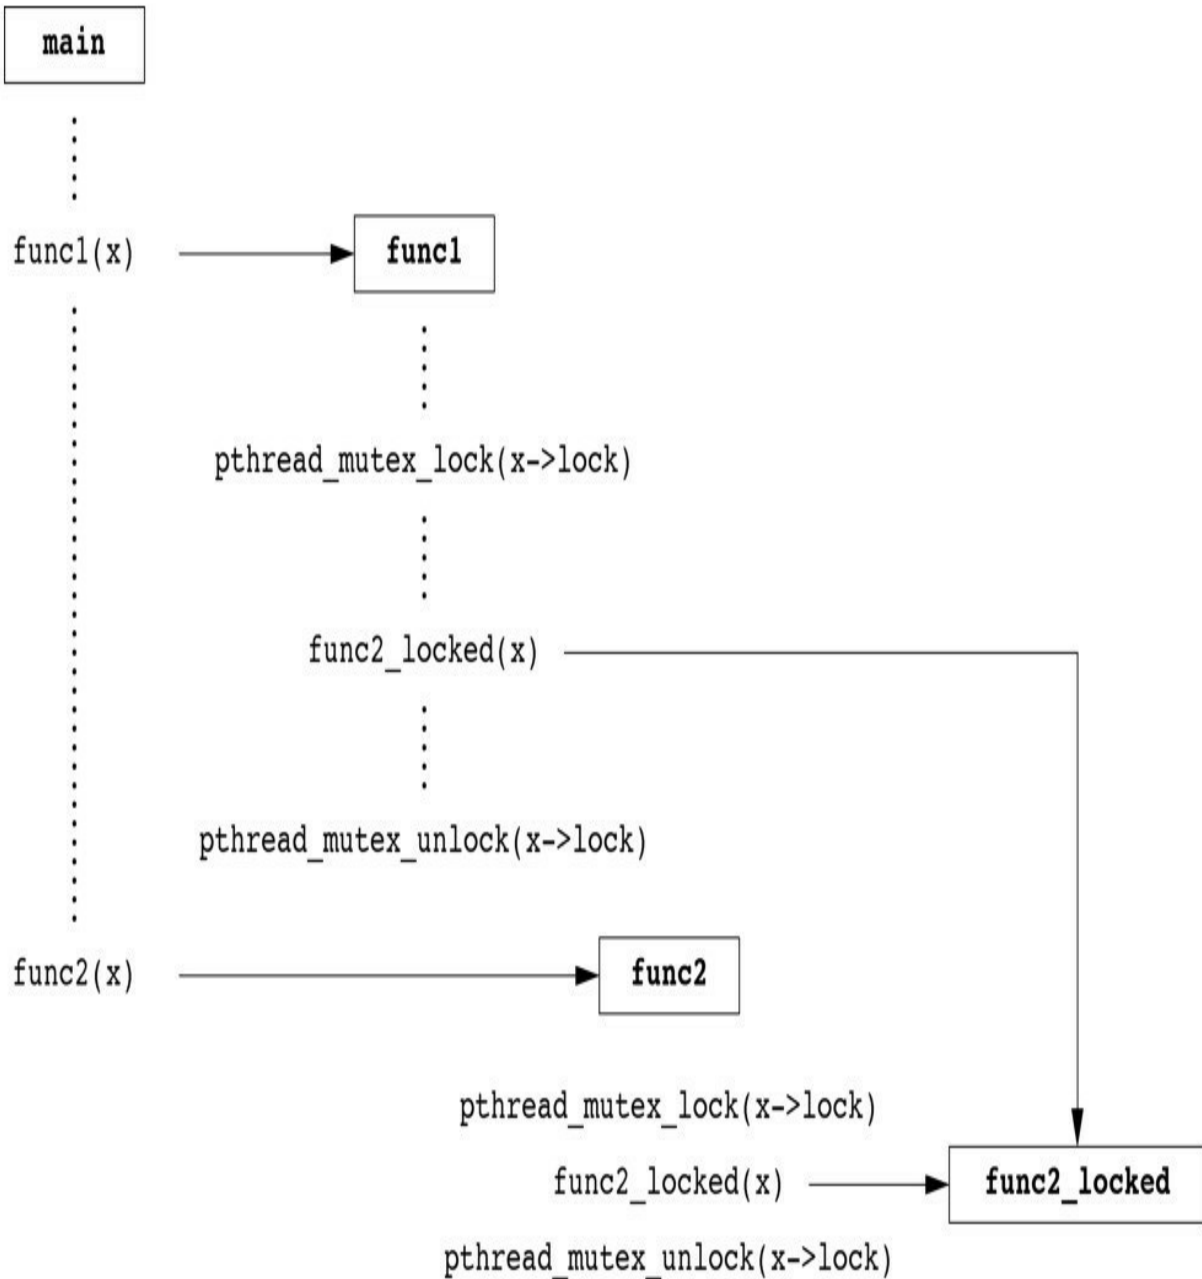 main
func1(x)
func1
pthread_mutex_lock(x->lock)
func2_locked(x)
pthread_mutex_unlock(x->lock)
func2(x)
func2
pthread_mutex_lock(x->lock)
func2_locked(x)
func2_locked
pthread_mutex_unlock(x->lock)